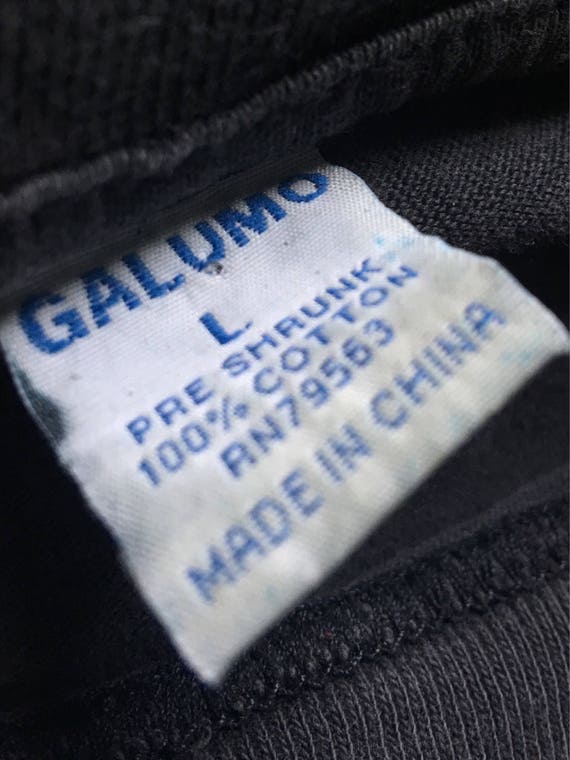 GALUMO
L
PRE SHRUNK
100% COTTON
RN79563
MADE IN CHINA